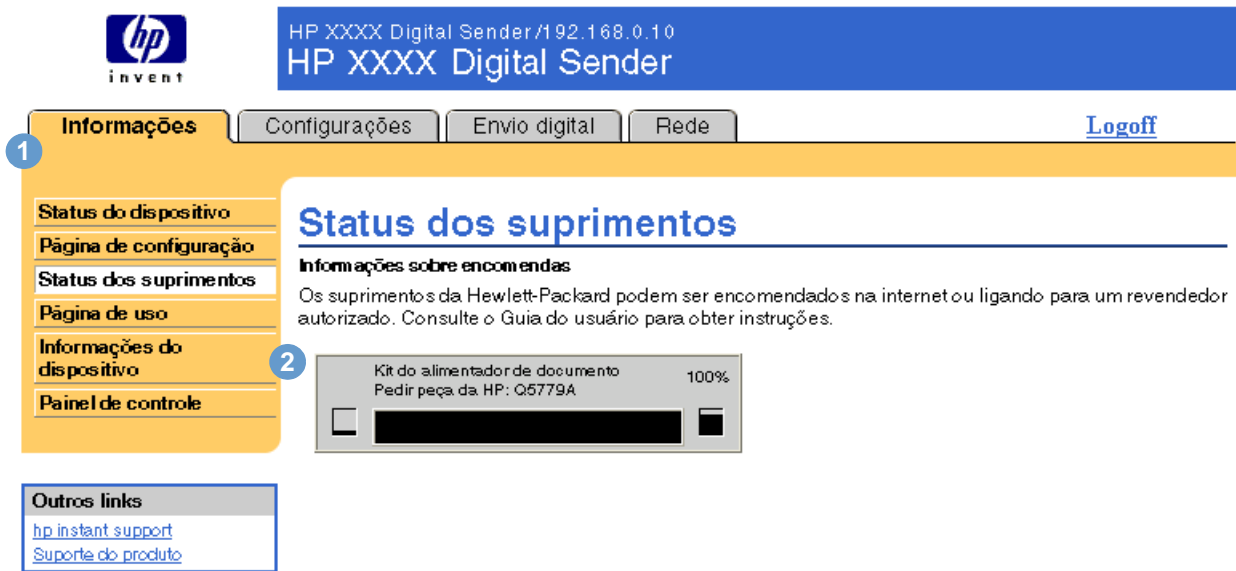 hp
invent
HP XXXX Digital Sender/192.168.0.10
HP XXXX Digital Sender
Informações
Configurações
Envio digital
Rede
Logoff
1
Status do dispositivo
Página de configuração
Status dos suprimentos
Página de uso
Informações do
dispositivo
Painel de controle
Status dos suprimentos
Informações sobre encomendas
Os suprimentos da Hewlett-Packard podem ser encomendados na internet ou ligando para um revendedor
autorizado. Consulte o Guia do usuário para obter instruções.
2
Kit do alimentador de documento
Pedir peça da HP: Q5779A
100%
Outros links
hp instant support
Suporte do produto